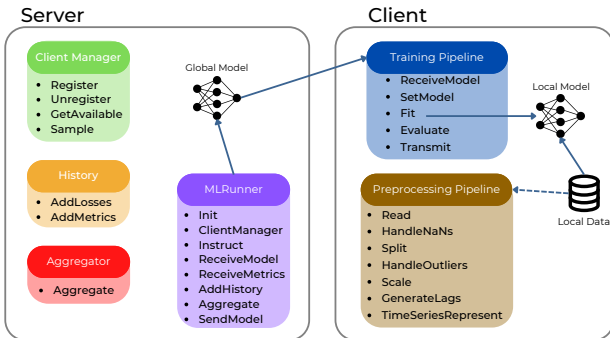 Server
Client Manager
• Register
• Unregister
• GetAvailable
• Sample
History
• AddLosses
• AddMetrics
Aggregator
• Aggregate
Global Model
MLRunner
• Init
• ClientManager
• Instruct
• ReceiveModel
• ReceiveMetrics
• AddHistory
• Aggregate
• SendModel
Client
Training Pipeline
• ReceiveModel
• SetModel
• Fit
• Evaluate
• Transmit
Local Model
Preprocessing Pipeline
• Read
• HandleNaNs
• Split
• HandleOutliers
• Scale
• GenerateLags
• TimeSeriesRepresent
Local Data